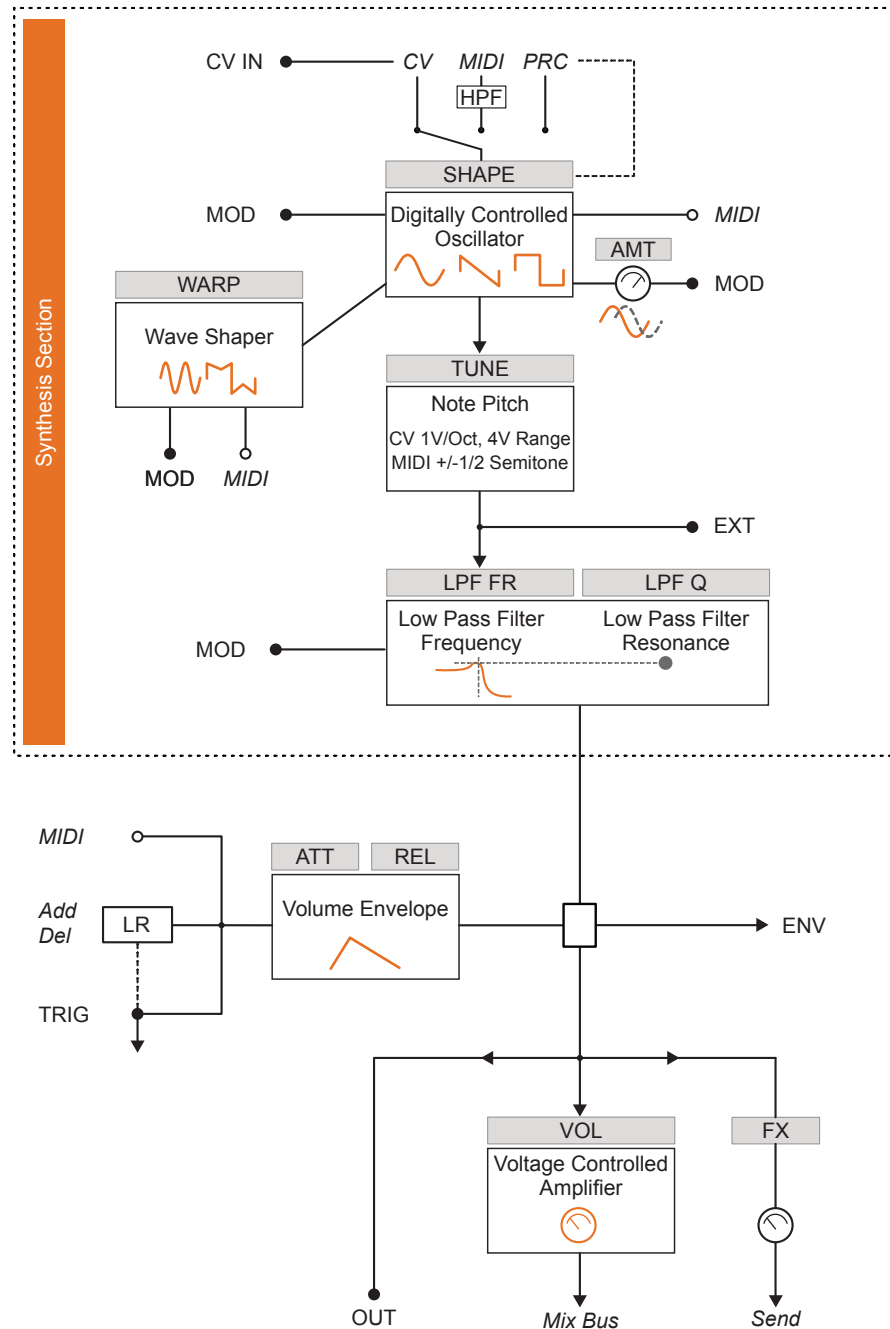 Synthesis Section
CV IN
CV
MIDI
PRC
HPF
SHAPE
MOD
Digitally Controlled
Oscillator
MIDI
AMT
MOD
WARP
Wave Shaper
MOD
MIDI
TUNE
Note Pitch
CV 1V/Oct, 4V Range
MIDI +/-1/2 Semitone
EXT
LPF FR
LPF Q
Low Pass Filter
Frequency
Low Pass Filter
Resonance
MOD
MIDI
Add
Del
LR
TRIG
ATT
REL
Volume Envelope
ENV
VOL
Voltage Controlled
Amplifier
FX
OUT
Mix Bus
Send